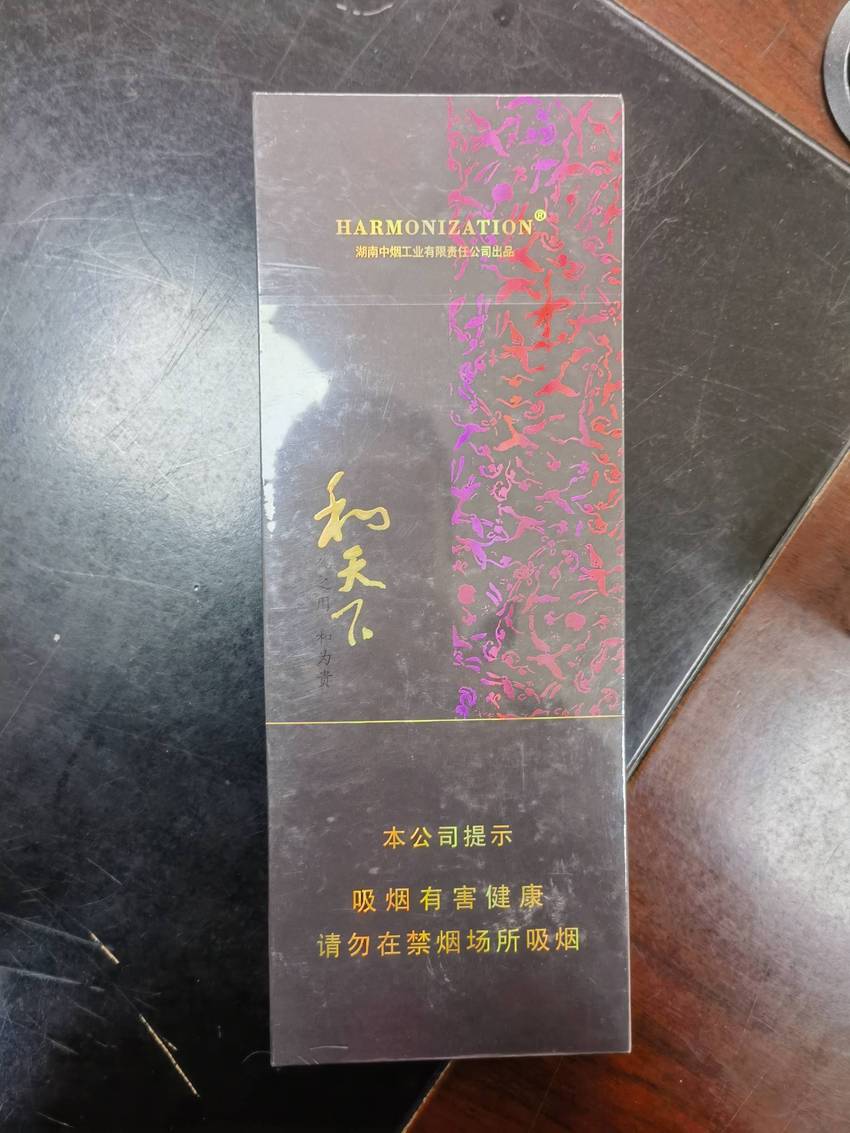 HARMONIZATION®
湖南中烟工业有限责任公司出品
和天下
之用 和为贵
本公司提示
吸烟有害健康
请勿在禁烟场所吸烟